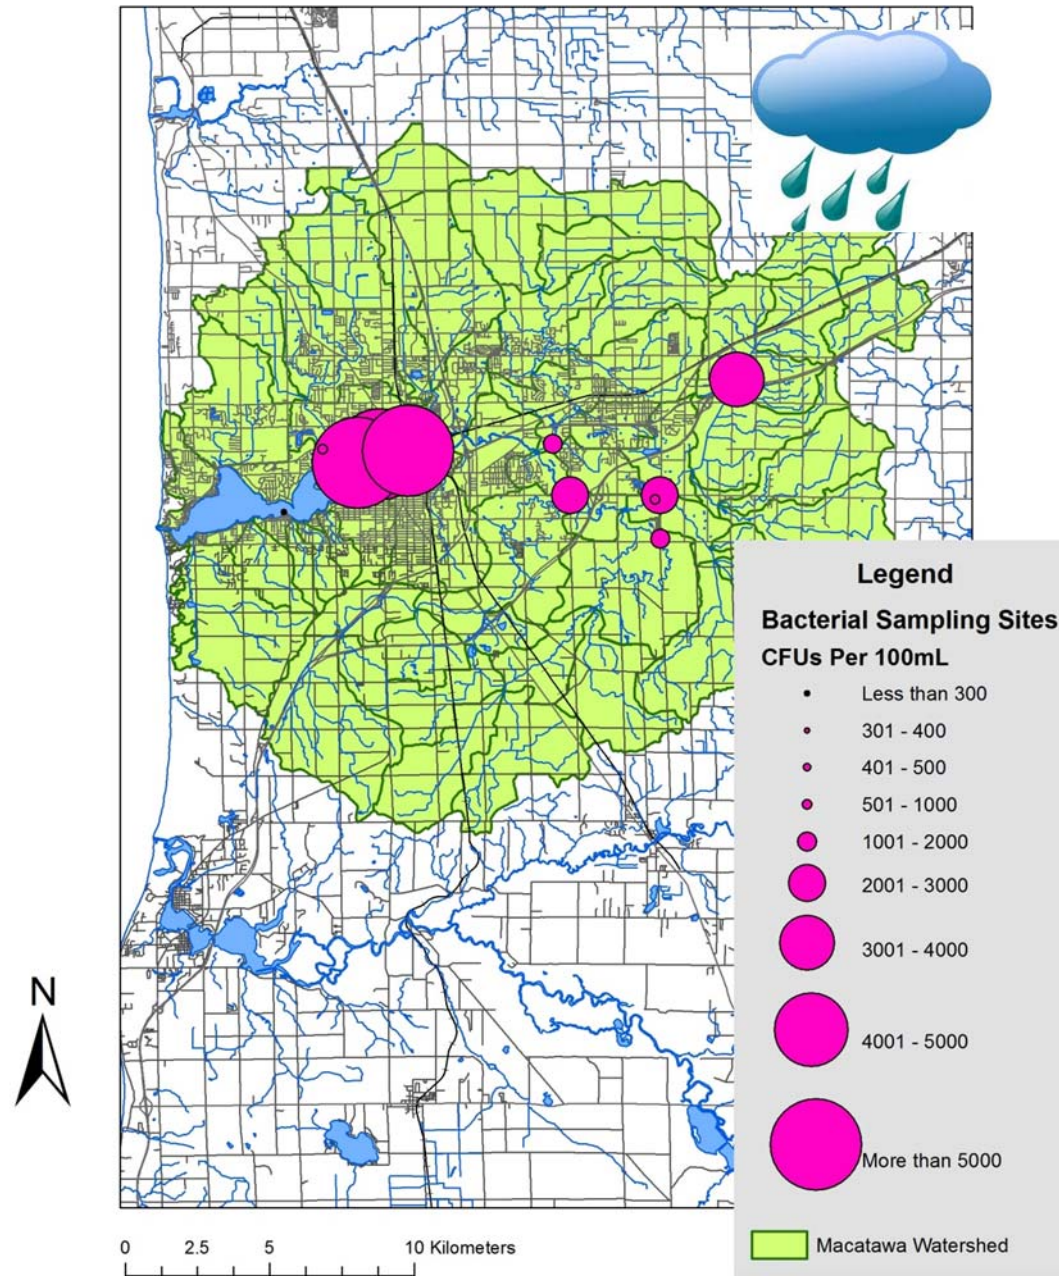 Legend
Bacterial Sampling Sites
CFUs Per 100mL
Less than 300
301 - 400
401 - 500
501 - 1000
1001 - 2000
2001 - 3000
3001 - 4000
4001 - 5000
More than 5000
Macatawa Watershed
N
0 2.5 5 10 Kilometers